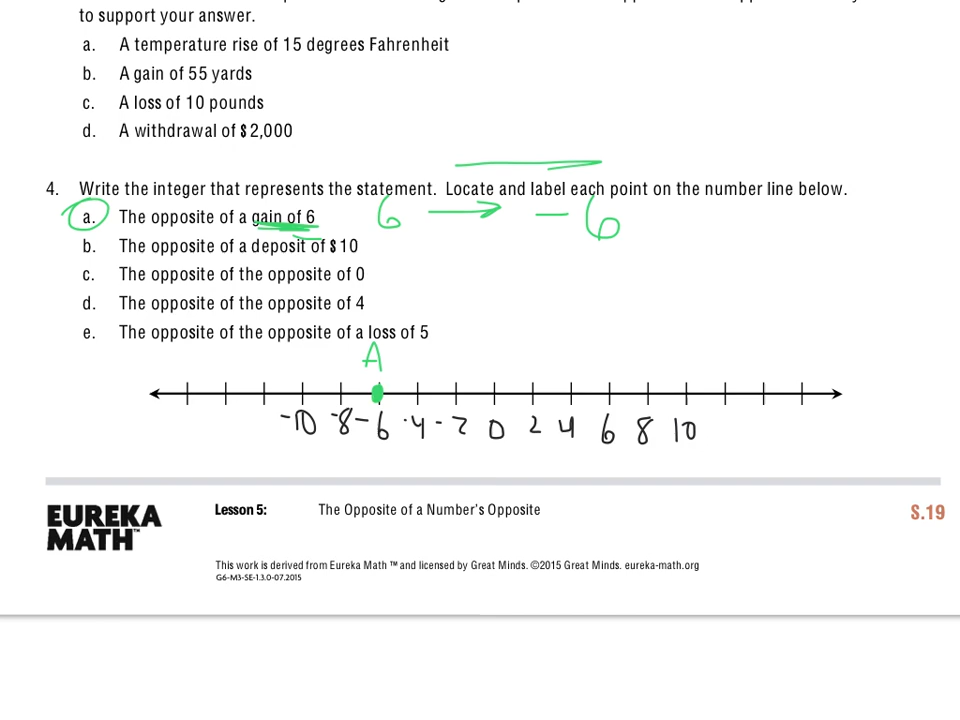 to support your answer.
a. A temperature rise of 15 degrees Fahrenheit
b. A gain of 55 yards
c. A loss of 10 pounds
d. A withdrawal of $2,000
4. Write the integer that represents the statement. Locate and label each point on the number line below.
a. The opposite of a gain of 6 6 → -6
b. The opposite of a deposit of $10
c. The opposite of the opposite of 0
d. The opposite of the opposite of 4
e. The opposite of the opposite of a loss of 5
A
-10 -8 -6 -4 -2 0 2 4 6 8 10
EUREKA MATH™
Lesson 5: The Opposite of a Number's Opposite
S.19
This work is derived from Eureka Math ™ and licensed by Great Minds. ©2015 Great Minds. eureka-math.org
G6-M3-SE-1.3.0-07.2015